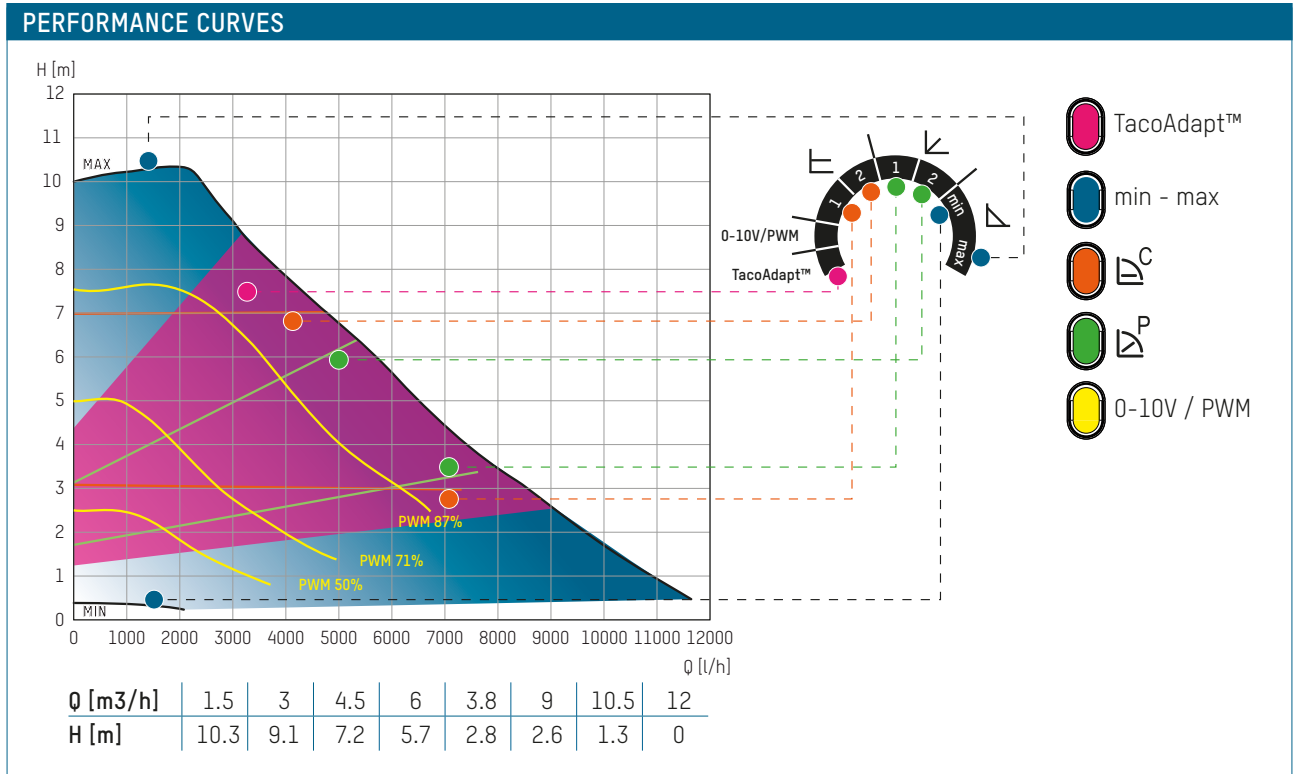 PERFORMANCE CURVES
H [m]
12
11
10
9
8
7
6
5
4
3
2
1
0
MAX
MIN
PWM 87%
PWM 71%
PWM 50%
0 1000 2000 3000 4000 5000 6000 7000 8000 9000 10000 11000 12000
Q [l/h]
TacoAdapt™
0-10V/PWM
1
2
1
2
min
max
TacoAdapt™
min - max
C
P
0-10V / PWM
Q [m3/h] 1.5 3 4.5 6 3.8 9 10.5 12
H [m] 10.3 9.1 7.2 5.7 2.8 2.6 1.3 0